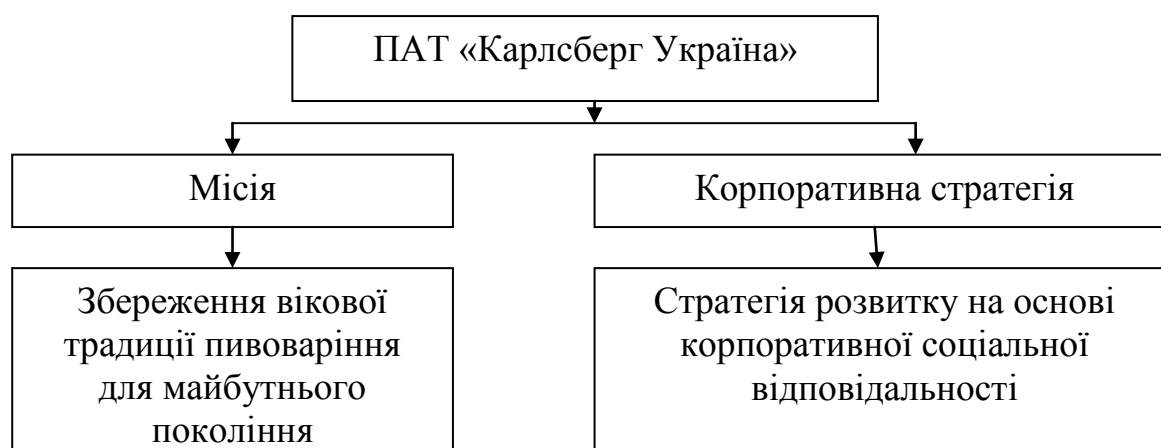 ПАТ «Карлсберг Україна»
Місія
Корпоративна стратегія
Збереження вікової
традиції пивоваріння
для майбутнього
покоління
Стратегія розвитку на основі
корпоративної соціальної
відповідальності